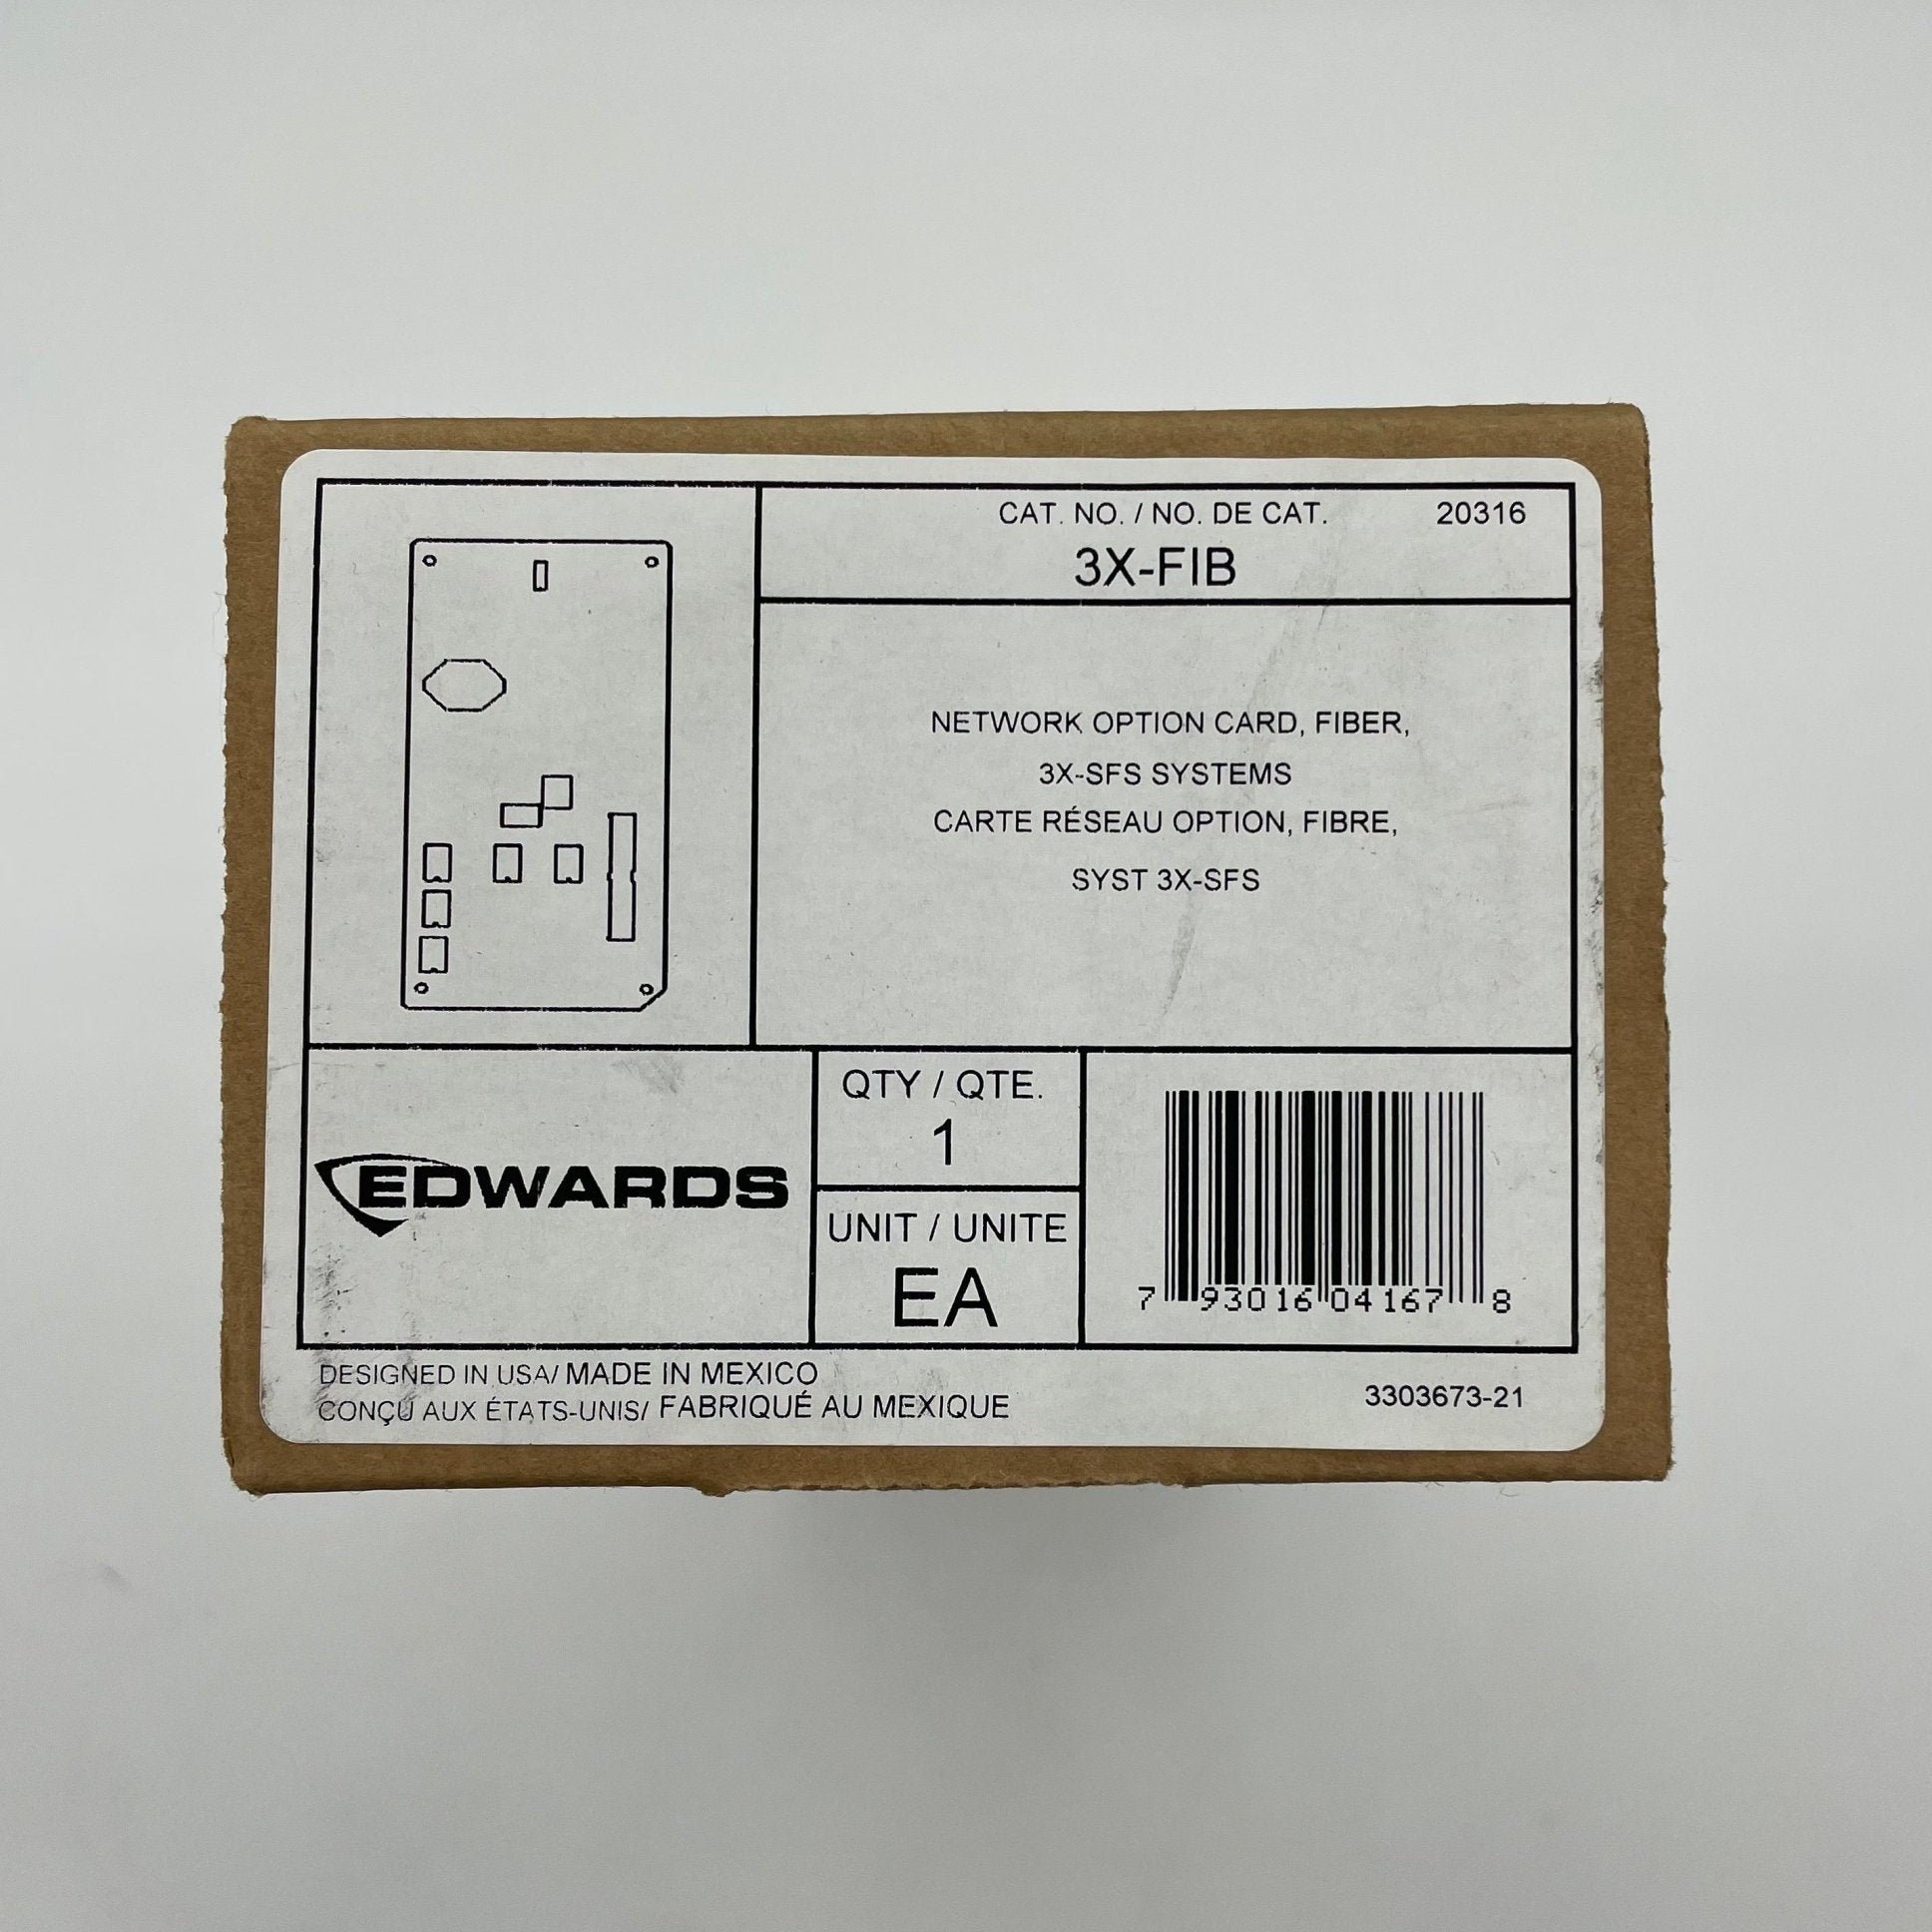 CAT. NO. / NO. DE CAT. 20316
3X-FIB
NETWORK OPTION CARD, FIBER,
3X-SFS SYSTEMS
CARTE RÉSEAU OPTION, FIBRE,
SYST 3X-SFS
EDWARDS
QTY / QTE.
1
UNIT / UNITE
EA
7 93016 04167 8
DESIGNED IN USA/ MADE IN MEXICO
CONÇU AUX ÉTATS-UNIS/ FABRIQUÉ AU MEXIQUE
3303673-21